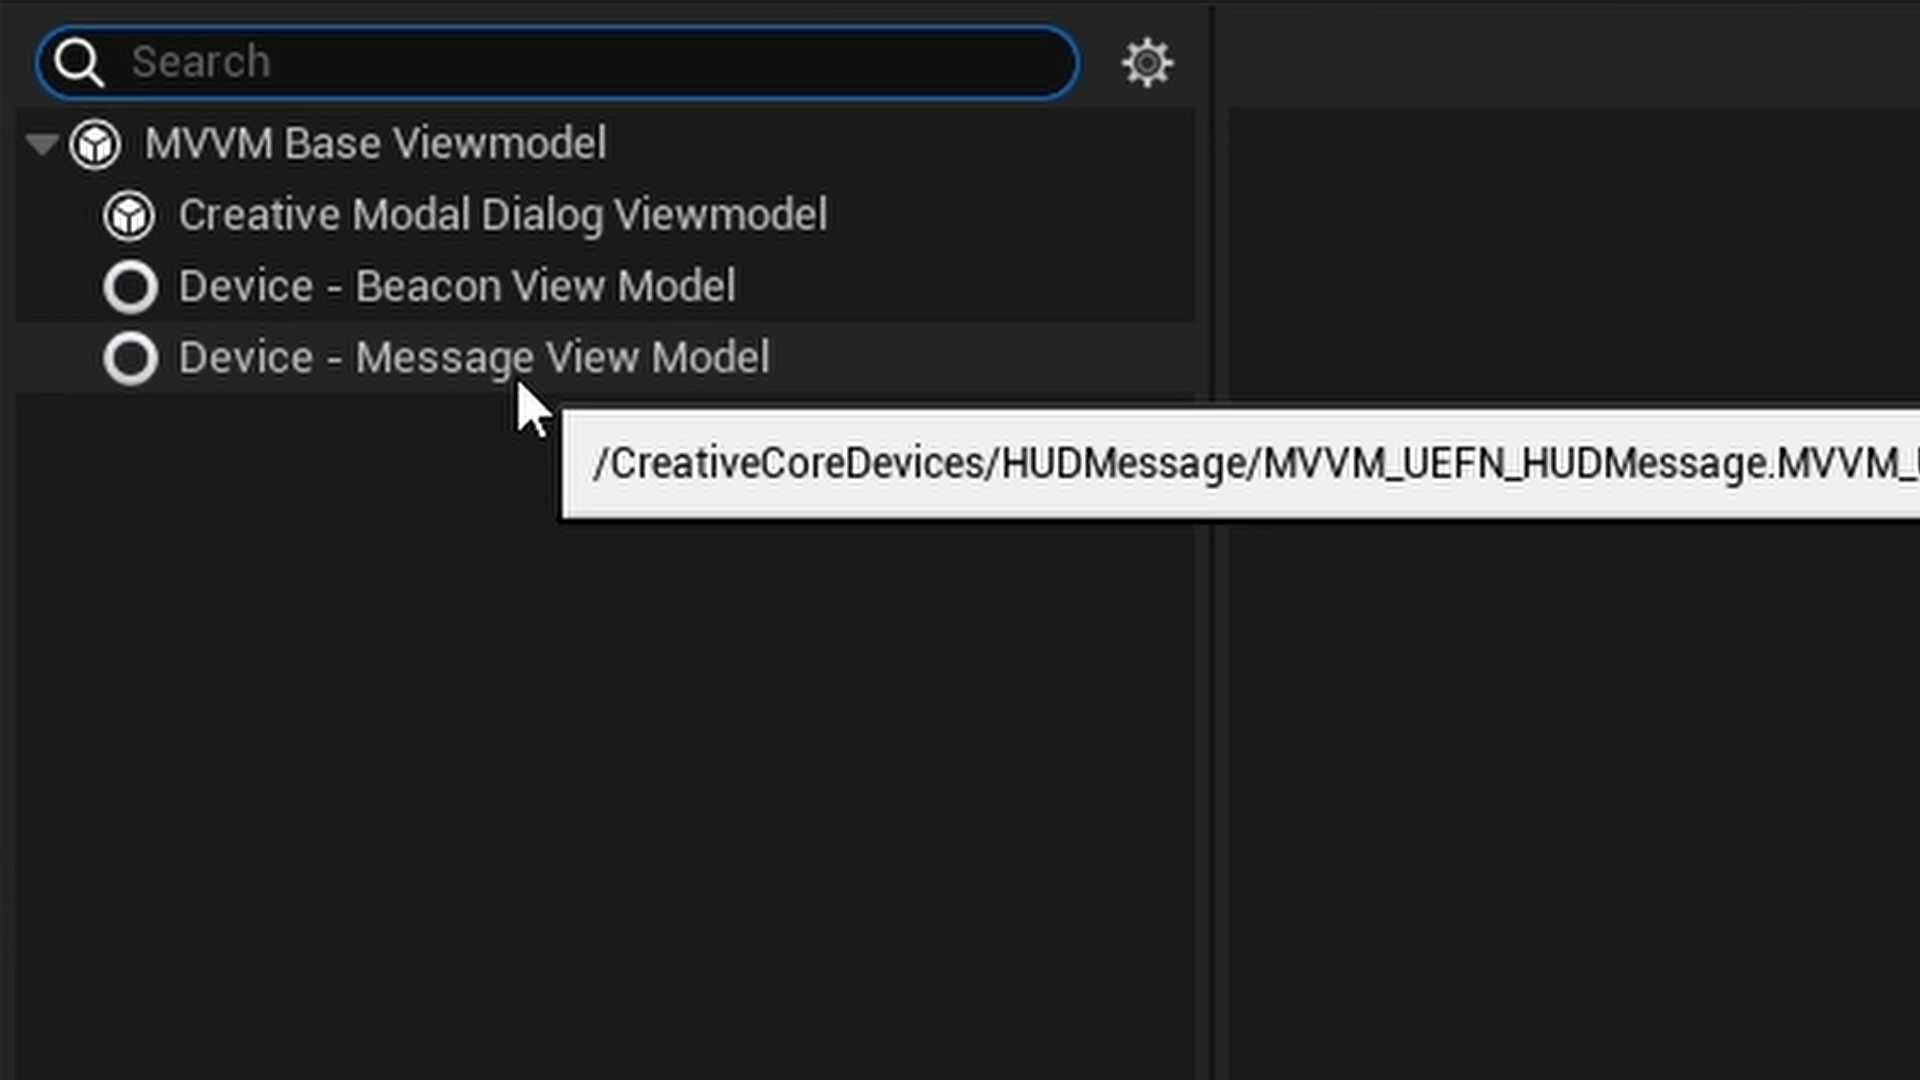 Search
MVVM Base Viewmodel
Creative Modal Dialog Viewmodel
Device - Beacon View Model
Device - Message View Model
/CreativeCoreDevices/HUDMessage/MVVM_UEFN_HUDMessage.MVVM_